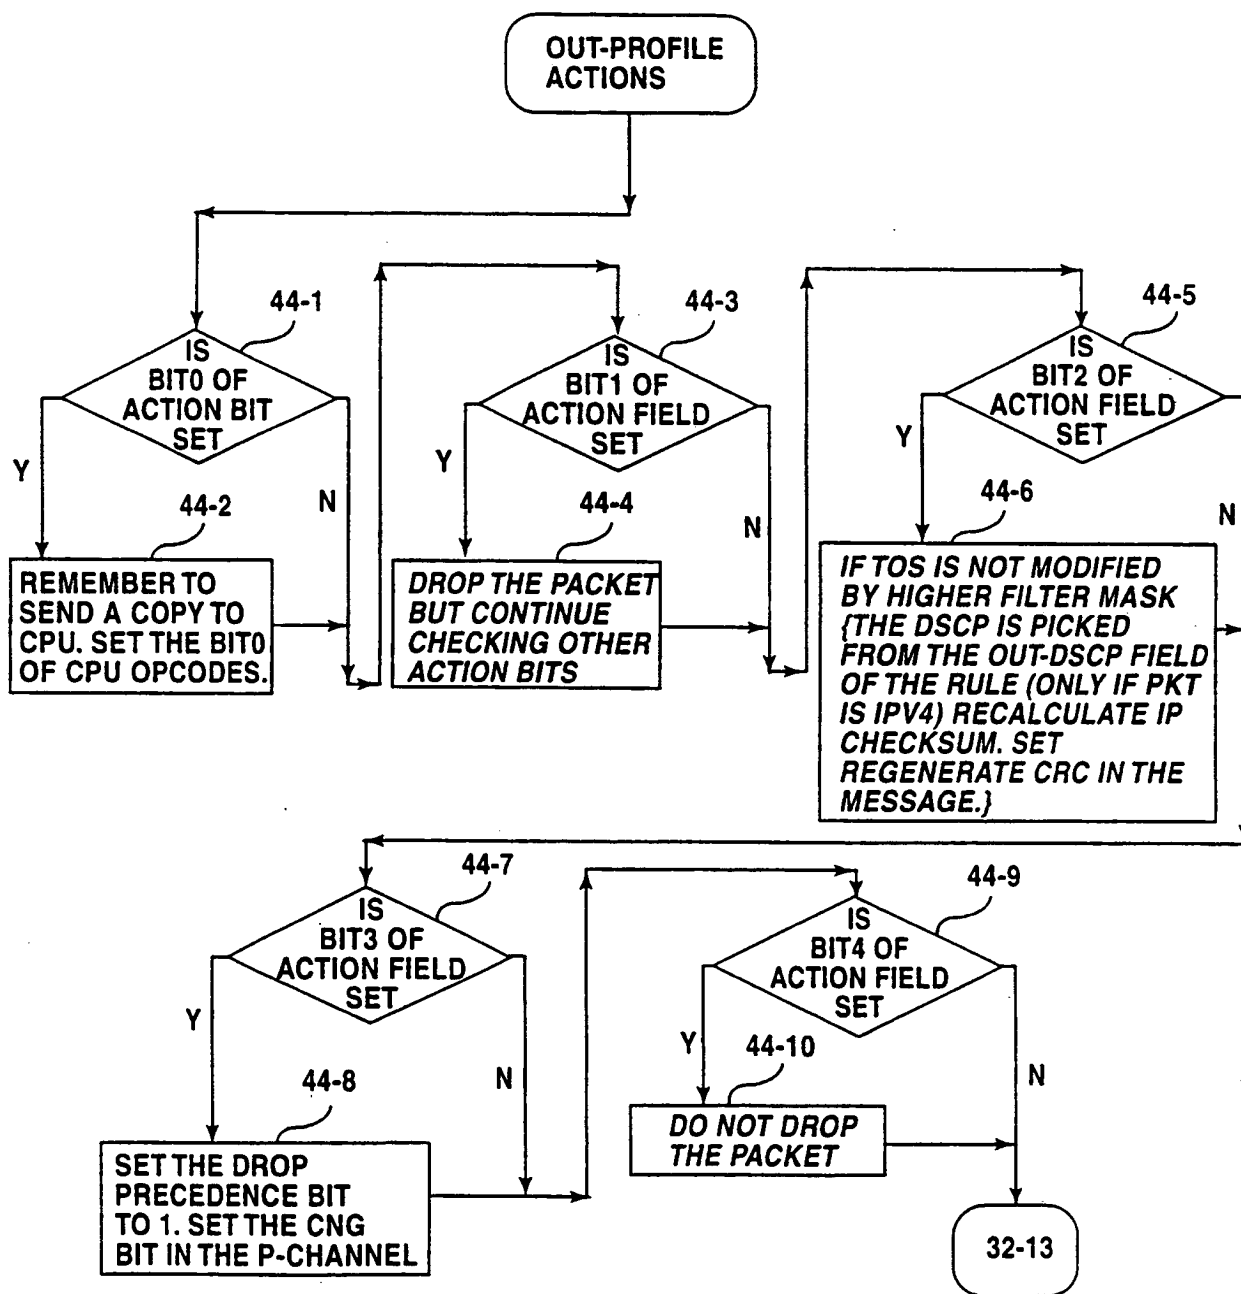 OUT-PROFILE
ACTIONS
44-1
IS
BIT0 OF
ACTION BIT
SET
Y
N
44-2
REMEMBER TO
SEND A COPY TO
CPU. SET THE BIT0
OF CPU OPCODES.
44-3
IS
BIT1 OF
ACTION FIELD
SET
Y
N
44-4
DROP THE PACKET
BUT CONTINUE
CHECKING OTHER
ACTION BITS
44-5
IS
BIT2 OF
ACTION FIELD
SET
Y
N
44-6
IF TOS IS NOT MODIFIED
BY HIGHER FILTER MASK
{THE DSCP IS PICKED
FROM THE OUT-DSCP FIELD
OF THE RULE (ONLY IF PKT
IS IPV4) RECALCULATE IP
CHECKSUM. SET
REGENERATE CRC IN THE
MESSAGE.}
44-7
IS
BIT3 OF
ACTION FIELD
SET
Y
N
44-8
SET THE DROP
PRECEDENCE BIT
TO 1. SET THE CNG
BIT IN THE P-CHANNEL
44-9
IS
BIT4 OF
ACTION FIELD
SET
Y
N
44-10
DO NOT DROP
THE PACKET
32-13